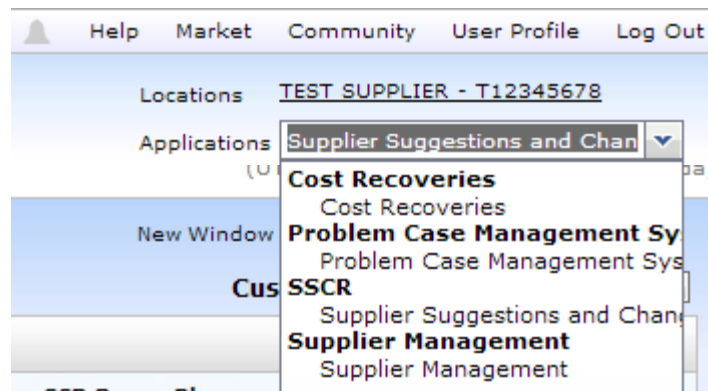 Help Market Community User Profile Log Out
Locations TEST SUPPLIER - T12345678
Applications Supplier Suggestions and Chan
Cost Recoveries
Cost Recoveries
New Window Problem Case Management Sy
Problem Case Management Sys
Cus SSCR
Supplier Suggestions and Chan
Supplier Management
Supplier Management